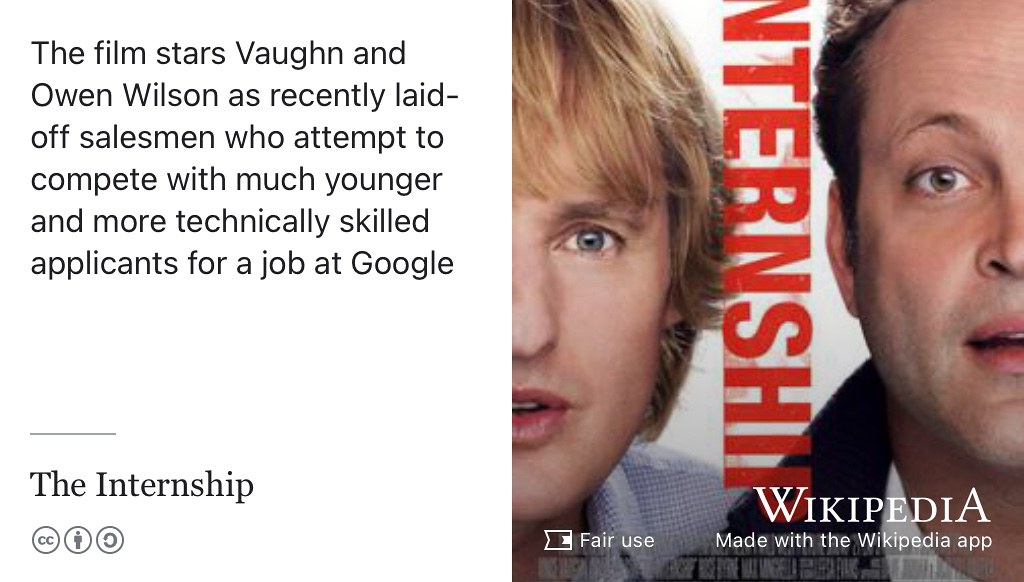 The film stars Vaughn and
Owen Wilson as recently laid-
off salesmen who attempt to
compete with much younger
and more technically skilled
applicants for a job at Google
The Internship
cc
NTERNSHI
WIKIPEDIA
Fair use
Made with the Wikipedia app